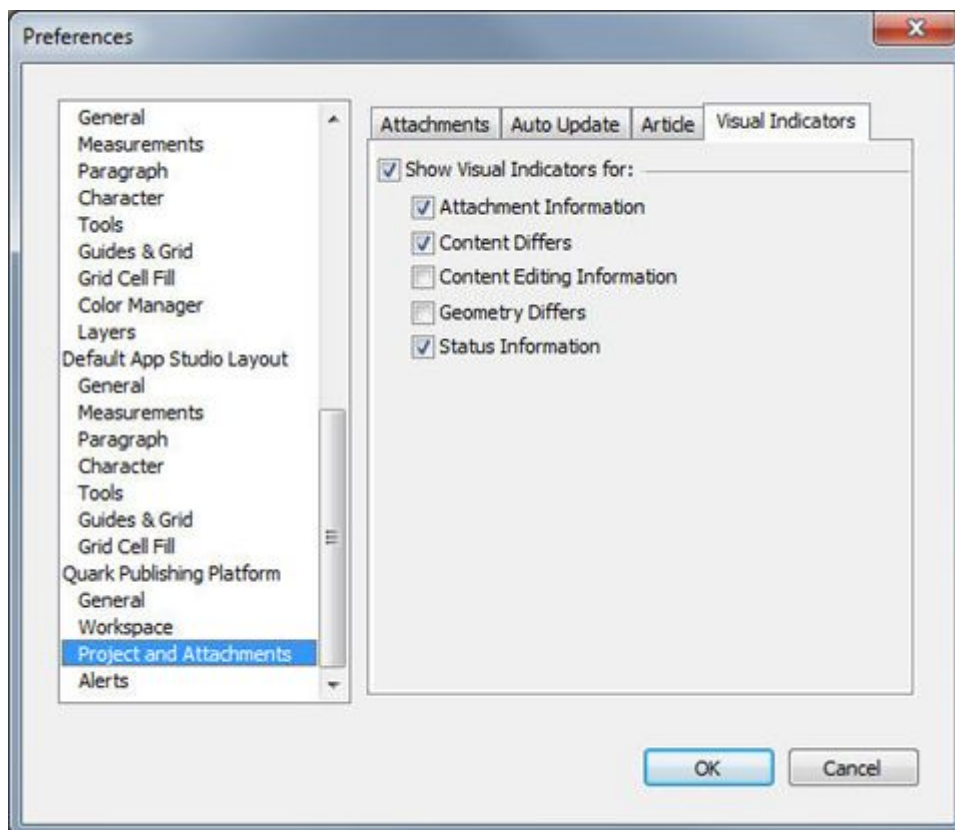 Preferences
General
Measurements
Paragraph
Character
Tools
Guides & Grid
Grid Cell Fill
Color Manager
Layers
Default App Studio Layout
General
Measurements
Paragraph
Character
Tools
Guides & Grid
Grid Cell Fill
Quark Publishing Platform
General
Workspace
Project and Attachments
Alerts
Attachments Auto Update Article Visual Indicators
Show Visual Indicators for:
Attachment Information
Content Differs
Content Editing Information
Geometry Differs
Status Information
OK Cancel